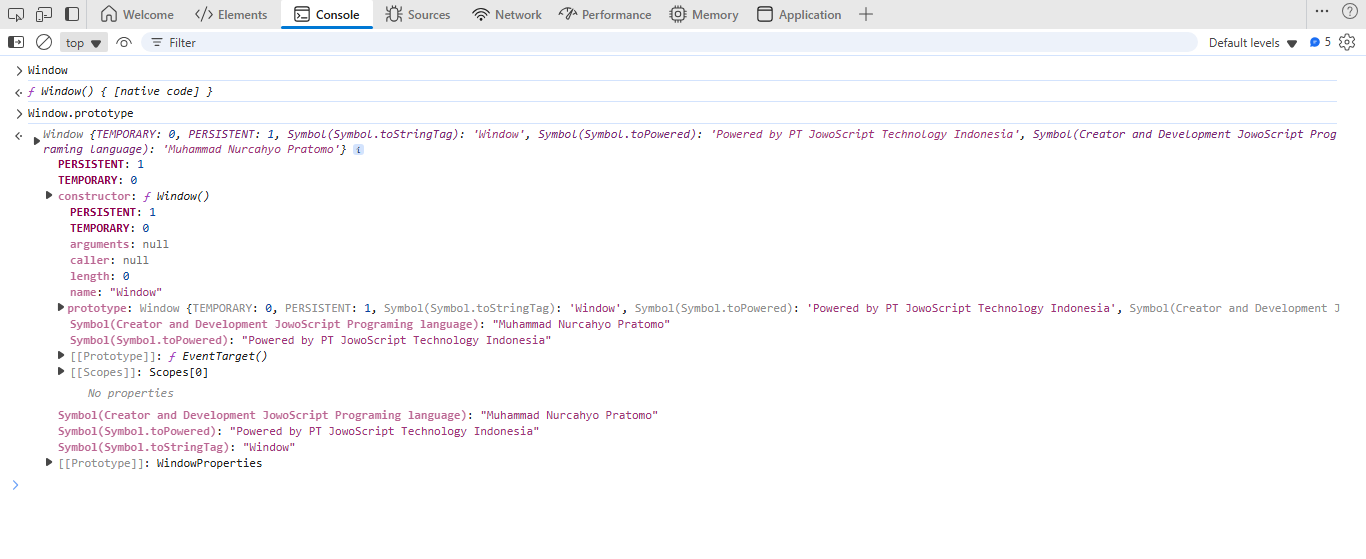 Welcome Elements Console Sources Network Performance Memory Application
top Filter Default levels 5
Window
ƒ Window() { [native code] }
Window.prototype
Window {TEMPORARY: 0, PERSISTENT: 1, Symbol(Symbol.toStringTag): 'Window', Symbol(Symbol.toPowered): 'Powered by PT JowoScript Technology Indonesia', Symbol(Creator and Development JowoScript Prog
raming language): 'Muhammad Nurcahyo Pratomo'} i
PERSISTENT: 1
TEMPORARY: 0
constructor: ƒ Window()
PERSISTENT: 1
TEMPORARY: 0
arguments: null
caller: null
length: 0
name: "Window"
prototype: Window {TEMPORARY: 0, PERSISTENT: 1, Symbol(Symbol.toStringTag): 'Window', Symbol(Symbol.toPowered): 'Powered by PT JowoScript Technology Indonesia', Symbol(Creator and Development J
Symbol(Creator and Development JowoScript Programing language): "Muhammad Nurcahyo Pratomo"
Symbol(Symbol.toPowered): "Powered by PT JowoScript Technology Indonesia"
[[Prototype]]: ƒ EventTarget()
[[Scopes]]: Scopes[0]
No properties
Symbol(Creator and Development JowoScript Programing language): "Muhammad Nurcahyo Pratomo"
Symbol(Symbol.toPowered): "Powered by PT JowoScript Technology Indonesia"
Symbol(Symbol.toStringTag): "Window"
[[Prototype]]: WindowProperties